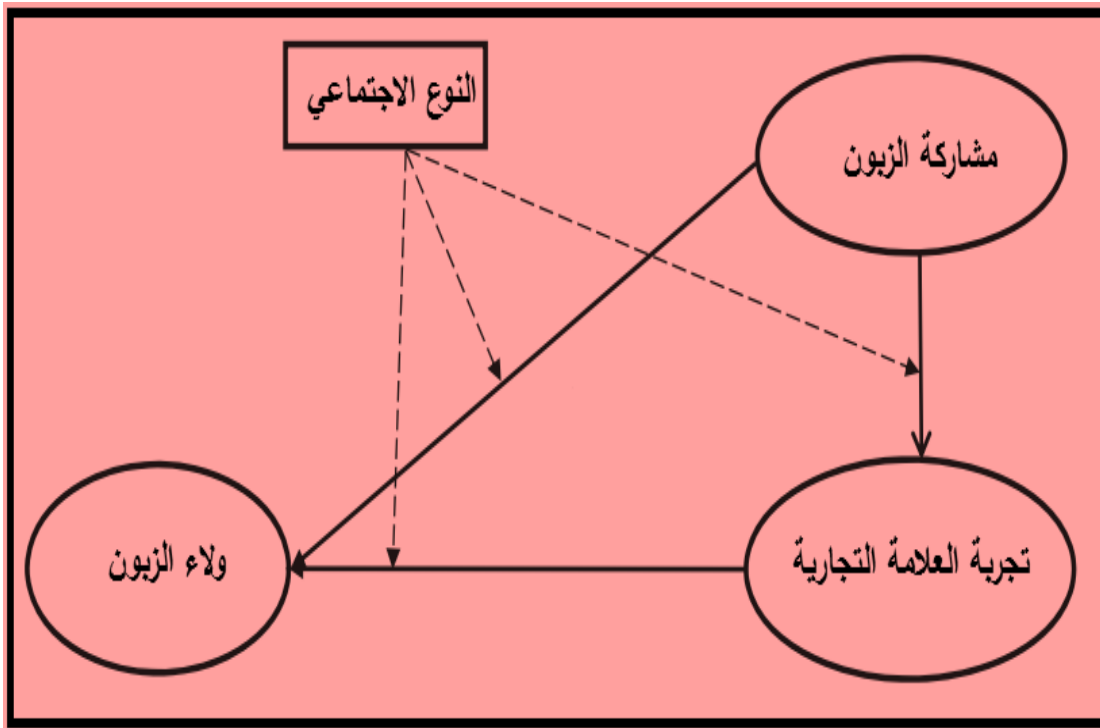 النوع الاجتماعي
مشاركة الزبون
تجربة العلامة التجارية
ولاء الزبون